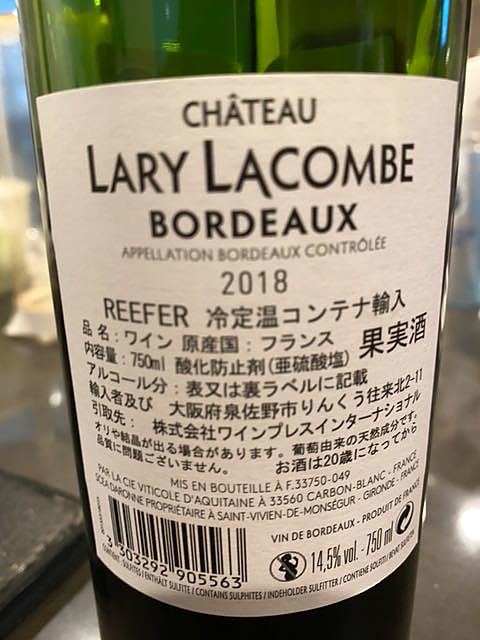 CHÂTEAU
LARY LACOMBE
BORDEAUX
APPELLATION BORDEAUX CONTRÔLÉE
2018
REEFER 冷定温コンテナ輸入
品名:ワイン 原産国:フランス
内容量:750ml 酸化防止剤(亜硫酸塩) 果実酒
アルコール分:表又は裏ラベルに記載
輸入者及び 大阪府泉佐野市りんくう往来北2-11
引取先: 株式会社ワインプレスインターナショナル
オリや結晶が出る場合があります。葡萄由来の天然成分です。
品質に問題ございません。 お酒は20歳になってから
MIS EN BOUTEILLE À F.33750-049
PAR LA CIE VITICOLE D'AQUITAINE À 33560 CARBON-BLANC - FRANCE
SCEA DARONNE PROPRIÉTAIRE À SAINT-VIVIEN-DE-MONSÉGUR - GIRONDE - FRANCE
VIN DE BORDEAUX - PRODUIT DE FRANCE
14,5% vol. - 750 ml
3 303292 905563
CONTIENT : SULFITES / ENTHÄLT SULFITE / CONTAINS SULPHITES / INDEHOLDER SULFITTER / CONTIENE SOLFITI / BEVAT SULFIETEN